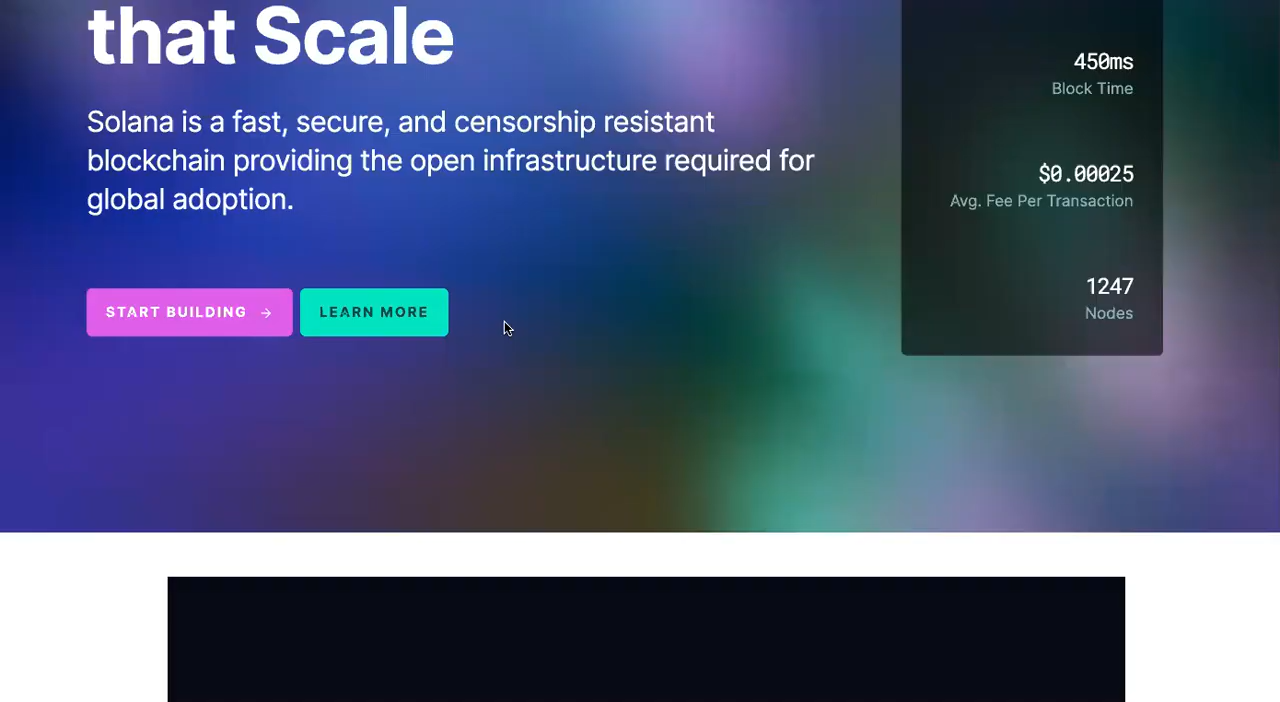 that Scale
Solana is a fast, secure, and censorship resistant
blockchain providing the open infrastructure required for
global adoption.
START BUILDING →
LEARN MORE
450ms
Block Time
$0.00025
Avg. Fee Per Transaction
1247
Nodes